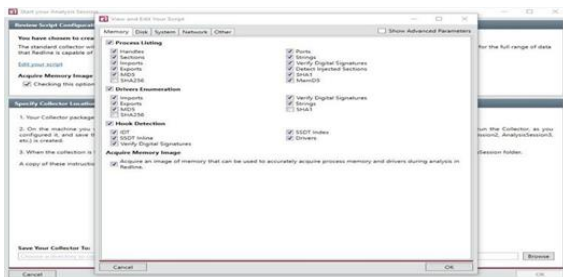 Start your Analysis Session
Review Script Configuration
You have chosen to crea
The standard collector wil
that Redline is capable of
for the full range of data
Edit your script
Acquire Memory Image
Checking this option
Specify Collector Location
1. Your Collector package
2. On the machine you
configured it, and save t
etc.) is created.
run the Collector, as you
3. When the collection is
Session folder.
A copy of these instructio
Save Your Collector To:
Browse
Cancel
OK
View and Edit Your Script
Memory Disk System Network Other
Show Advanced Parameters
Process Listing
Handles
Sections
Imports
Exports
MD5
SHA256
Ports
Strings
Verify Digital Signatures
Detect Injected Sections
SHA1
MemD5
Drivers Enumeration
Imports
Exports
MD5
SHA256
Verify Digital Signatures
Strings
SHA1
Hook Detection
IDT
SSDT Inline
Verify Digital Signatures
SSDT Index
Drivers
Acquire Memory Image
Acquire an image of memory that can be used to accurately acquire process memory and drivers during analysis in
Redline.
Cancel
OK